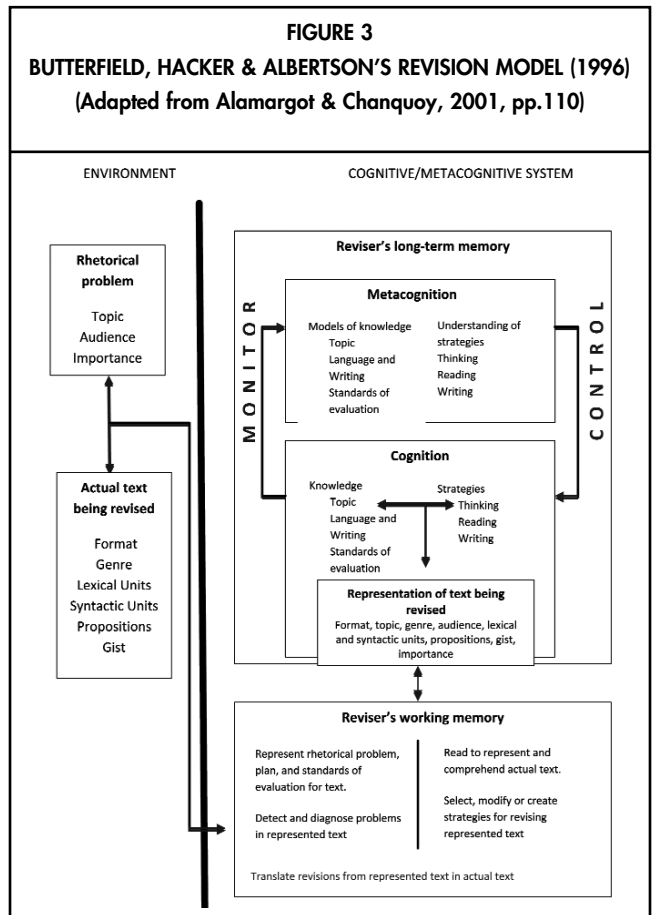 FIGURE 3
BUTTERFIELD, HACKER & ALBERTSON'S REVISION MODEL (1996)
(Adapted from Alamargot & Chanquoy, 2001, pp.110)
ENVIRONMENT
COGNITIVE/METACOGNITIVE SYSTEM
Rhetorical
problem
Topic
Audience
Importance
Actual text
being revised
Format
Genre
Lexical Units
Syntactic Units
Propositions
Gist
Reviser's long-term memory
MONITOR
CONTROL
Metacognition
Models of knowledge
Topic
Language and
Writing
Standards of
evaluation
Understanding of
strategies
Thinking
Reading
Writing
Cognition
Knowledge
Topic
Language and
Writing
Standards of
evaluation
Strategies
Thinking
Reading
Writing
Representation of text being
revised
Format, topic, genre, audience, lexical
and syntactic units, propositions, gist,
importance
Reviser's working memory
Represent rhetorical problem,
plan, and standards of
evaluation for text.
Detect and diagnose problems
in represented text
Read to represent and
comprehend actual text.
Select, modify or create
strategies for revising
represented text
Translate revisions from represented text in actual text